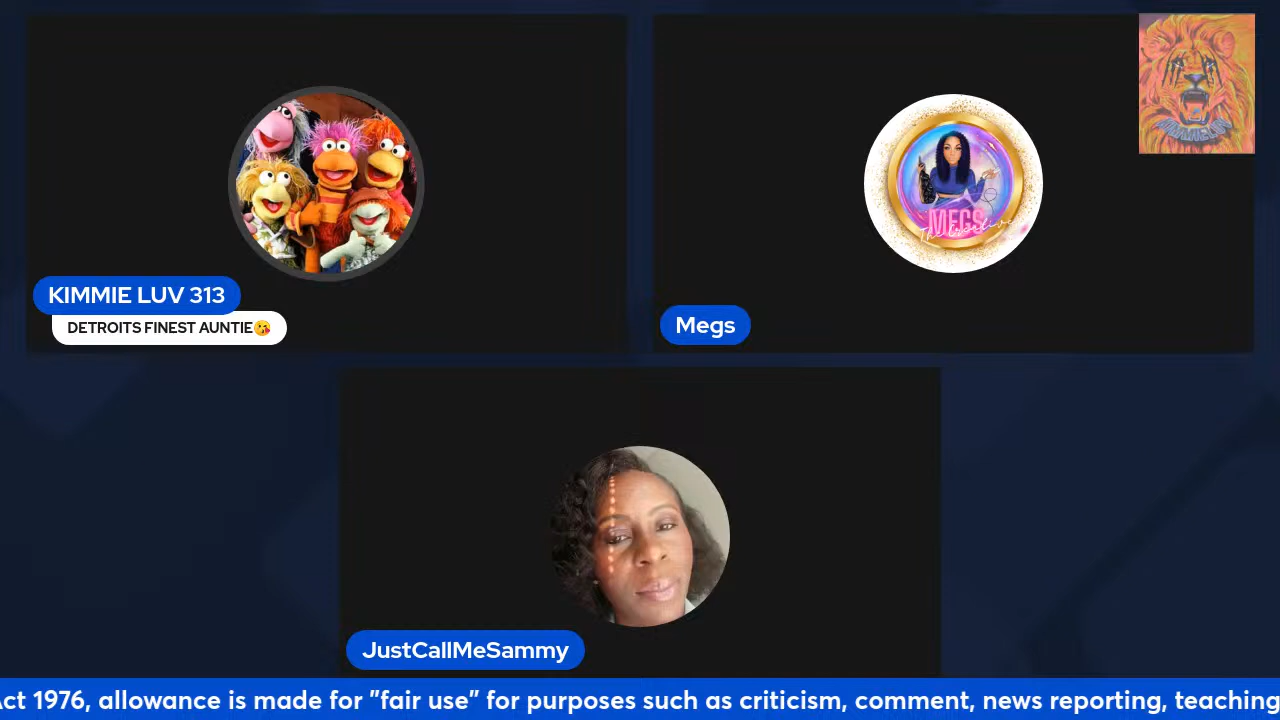 KIMMIE LUV 313
DETROITS FINEST AUNTIE😘
MEGS
Megs
JustCallMeSammy
Act 1976, allowance is made for "fair use" for purposes such as criticism, comment, news reporting, teaching